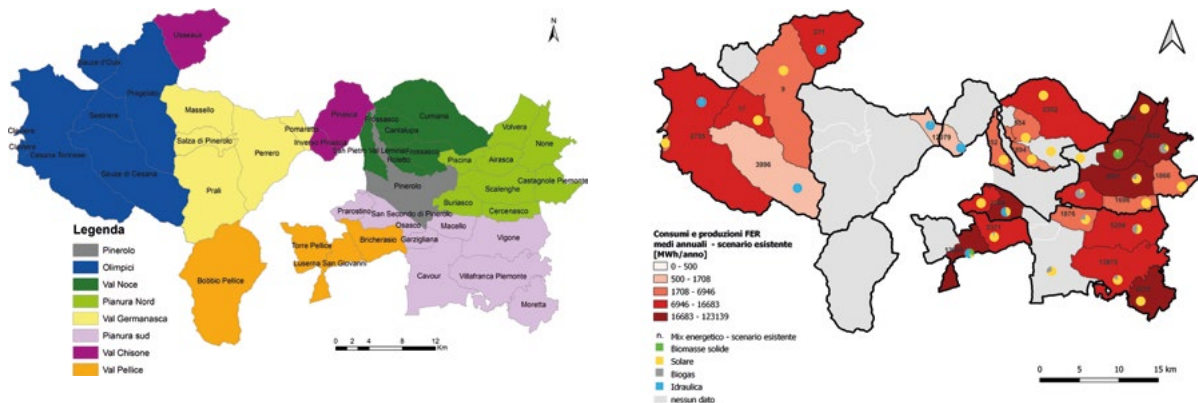 Usseaux
N
Sauze d'Oulx
Pragelato
Massello
Pinasca
Sestriere
Pomaretto
Cumiana
Volvera
Cantalupa
Claviere
Salza di Pinerolo
Inverso Pinasca
None
Cesana Torinese
Perrero
San Pietro Val Lemina
Frossasco
Roletto
Piscina
Airasca
Sauze di Cesana
Prali
Pinerolo
Scalenghe
Castagnole Piemonte
Buriasco
Cercenasco
Prarostino
San Secondo di Pinerolo
Osasco
Macello
Torre Pellice
Bricherasio
Garzigliana
Vigone
Luserna San Giovanni
Bobbio Pellice
Cavour
Villafranca Piemonte
Moretta
Legenda
Pinerolo
Olimpici
Val Noce
Pianura Nord
Val Germanasca
Pianura sud
Val Chisone
Val Pellice
0 2 4 8 12
Km
271
9
2735
3896
12079
254
1876
Consumi e produzioni FER
medi annuali - scenario esistente
[MWh/anno]
0 - 500
500 - 1708
1708 - 6946
6946 - 16683
16683 - 123139
Mix energetico - scenario esistente
Biomasse solide
Solare
Biogas
Idraulica
nessun dato
0 5 10 15 km